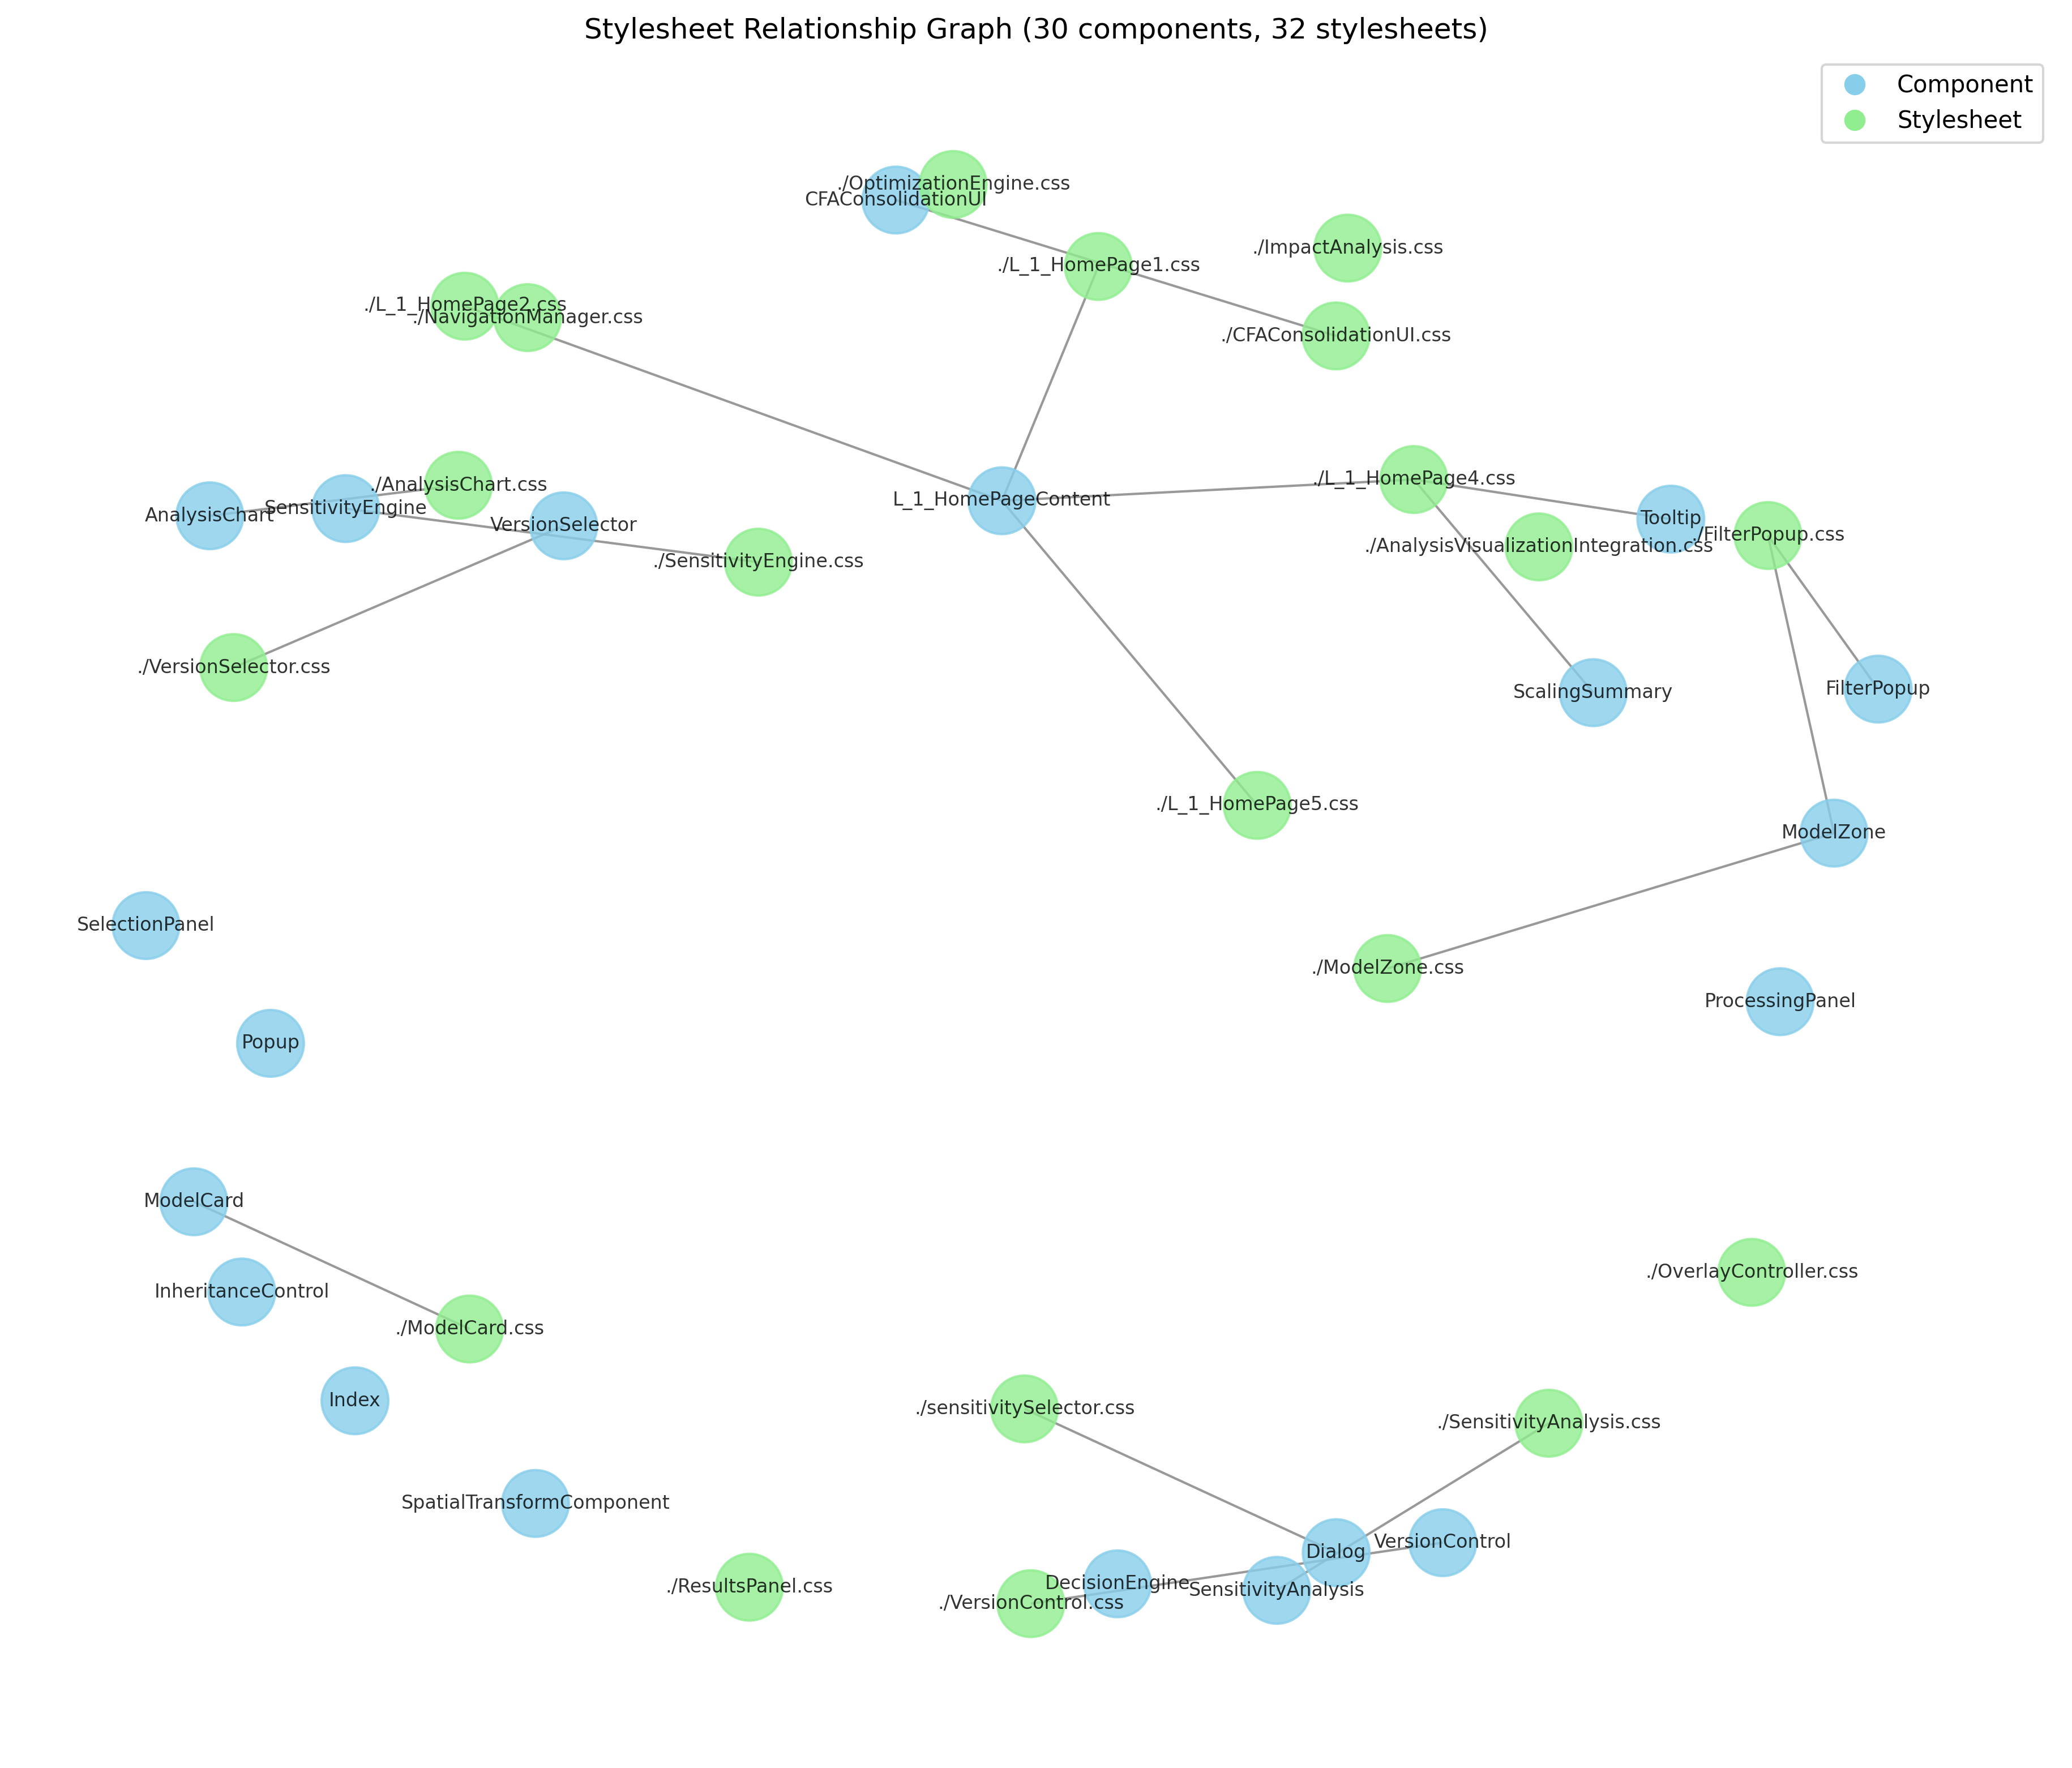 Stylesheet Relationship Graph (30 components, 32 stylesheets)
Component
Stylesheet
./OptimizationEngine.css
CFAConsolidationUI
./ImpactAnalysis.css
./L_1_HomePage1.css
./L_1_HomePage2.css
./NavigationManager.css
./CFAConsolidationUI.css
./AnalysisChart.css
./L_1_HomePage4.css
L_1_HomePageContent
SensitivityEngine
AnalysisChart
VersionSelector
Tooltip
./FilterPopup.css
./AnalysisVisualizationIntegration.css
./SensitivityEngine.css
./VersionSelector.css
ScalingSummary
FilterPopup
./L_1_HomePage5.css
ModelZone
SelectionPanel
./ModelZone.css
ProcessingPanel
Popup
ModelCard
./OverlayController.css
InheritanceControl
./ModelCard.css
Index
./sensitivitySelector.css
./SensitivityAnalysis.css
SpatialTransformComponent
VersionControl
Dialog
DecisionEngine
./ResultsPanel.css
SensitivityAnalysis
./VersionControl.css